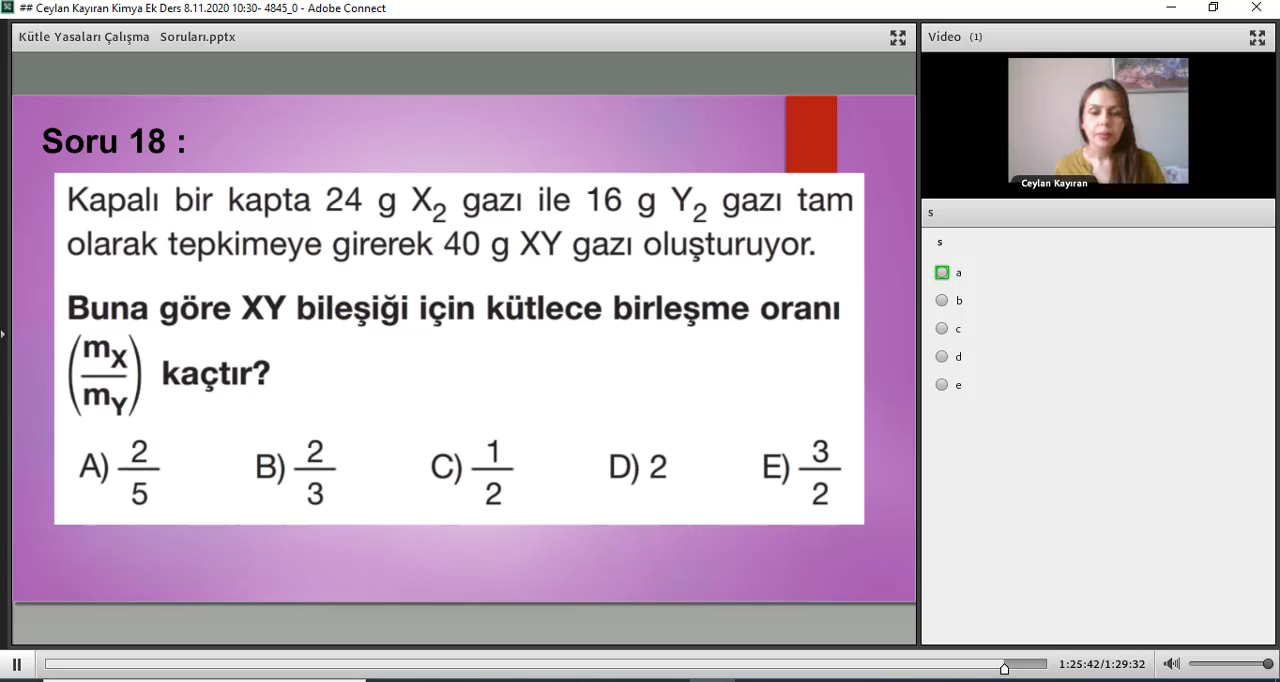 ## Ceylan Kayıran Kimya Ek Ders 8.11.2020 10:30- 4845_0 - Adobe Connect
Kütle Yasaları Çalışma Soruları.pptx
Soru 18 :
Kapalı bir kapta 24 g X₂ gazı ile 16 g Y₂ gazı tam
olarak tepkimeye girerek 40 g XY gazı oluşturuyor.
Buna göre XY bileşiği için kütlece birleşme oranı
(mX/mY) kaçtır?
A) 2/5 B) 2/3 C) 1/2 D) 2 E) 3/2
Video (1)
Ceylan Kayıran
s
s
a
b
c
d
e
1:25:42/1:29:32